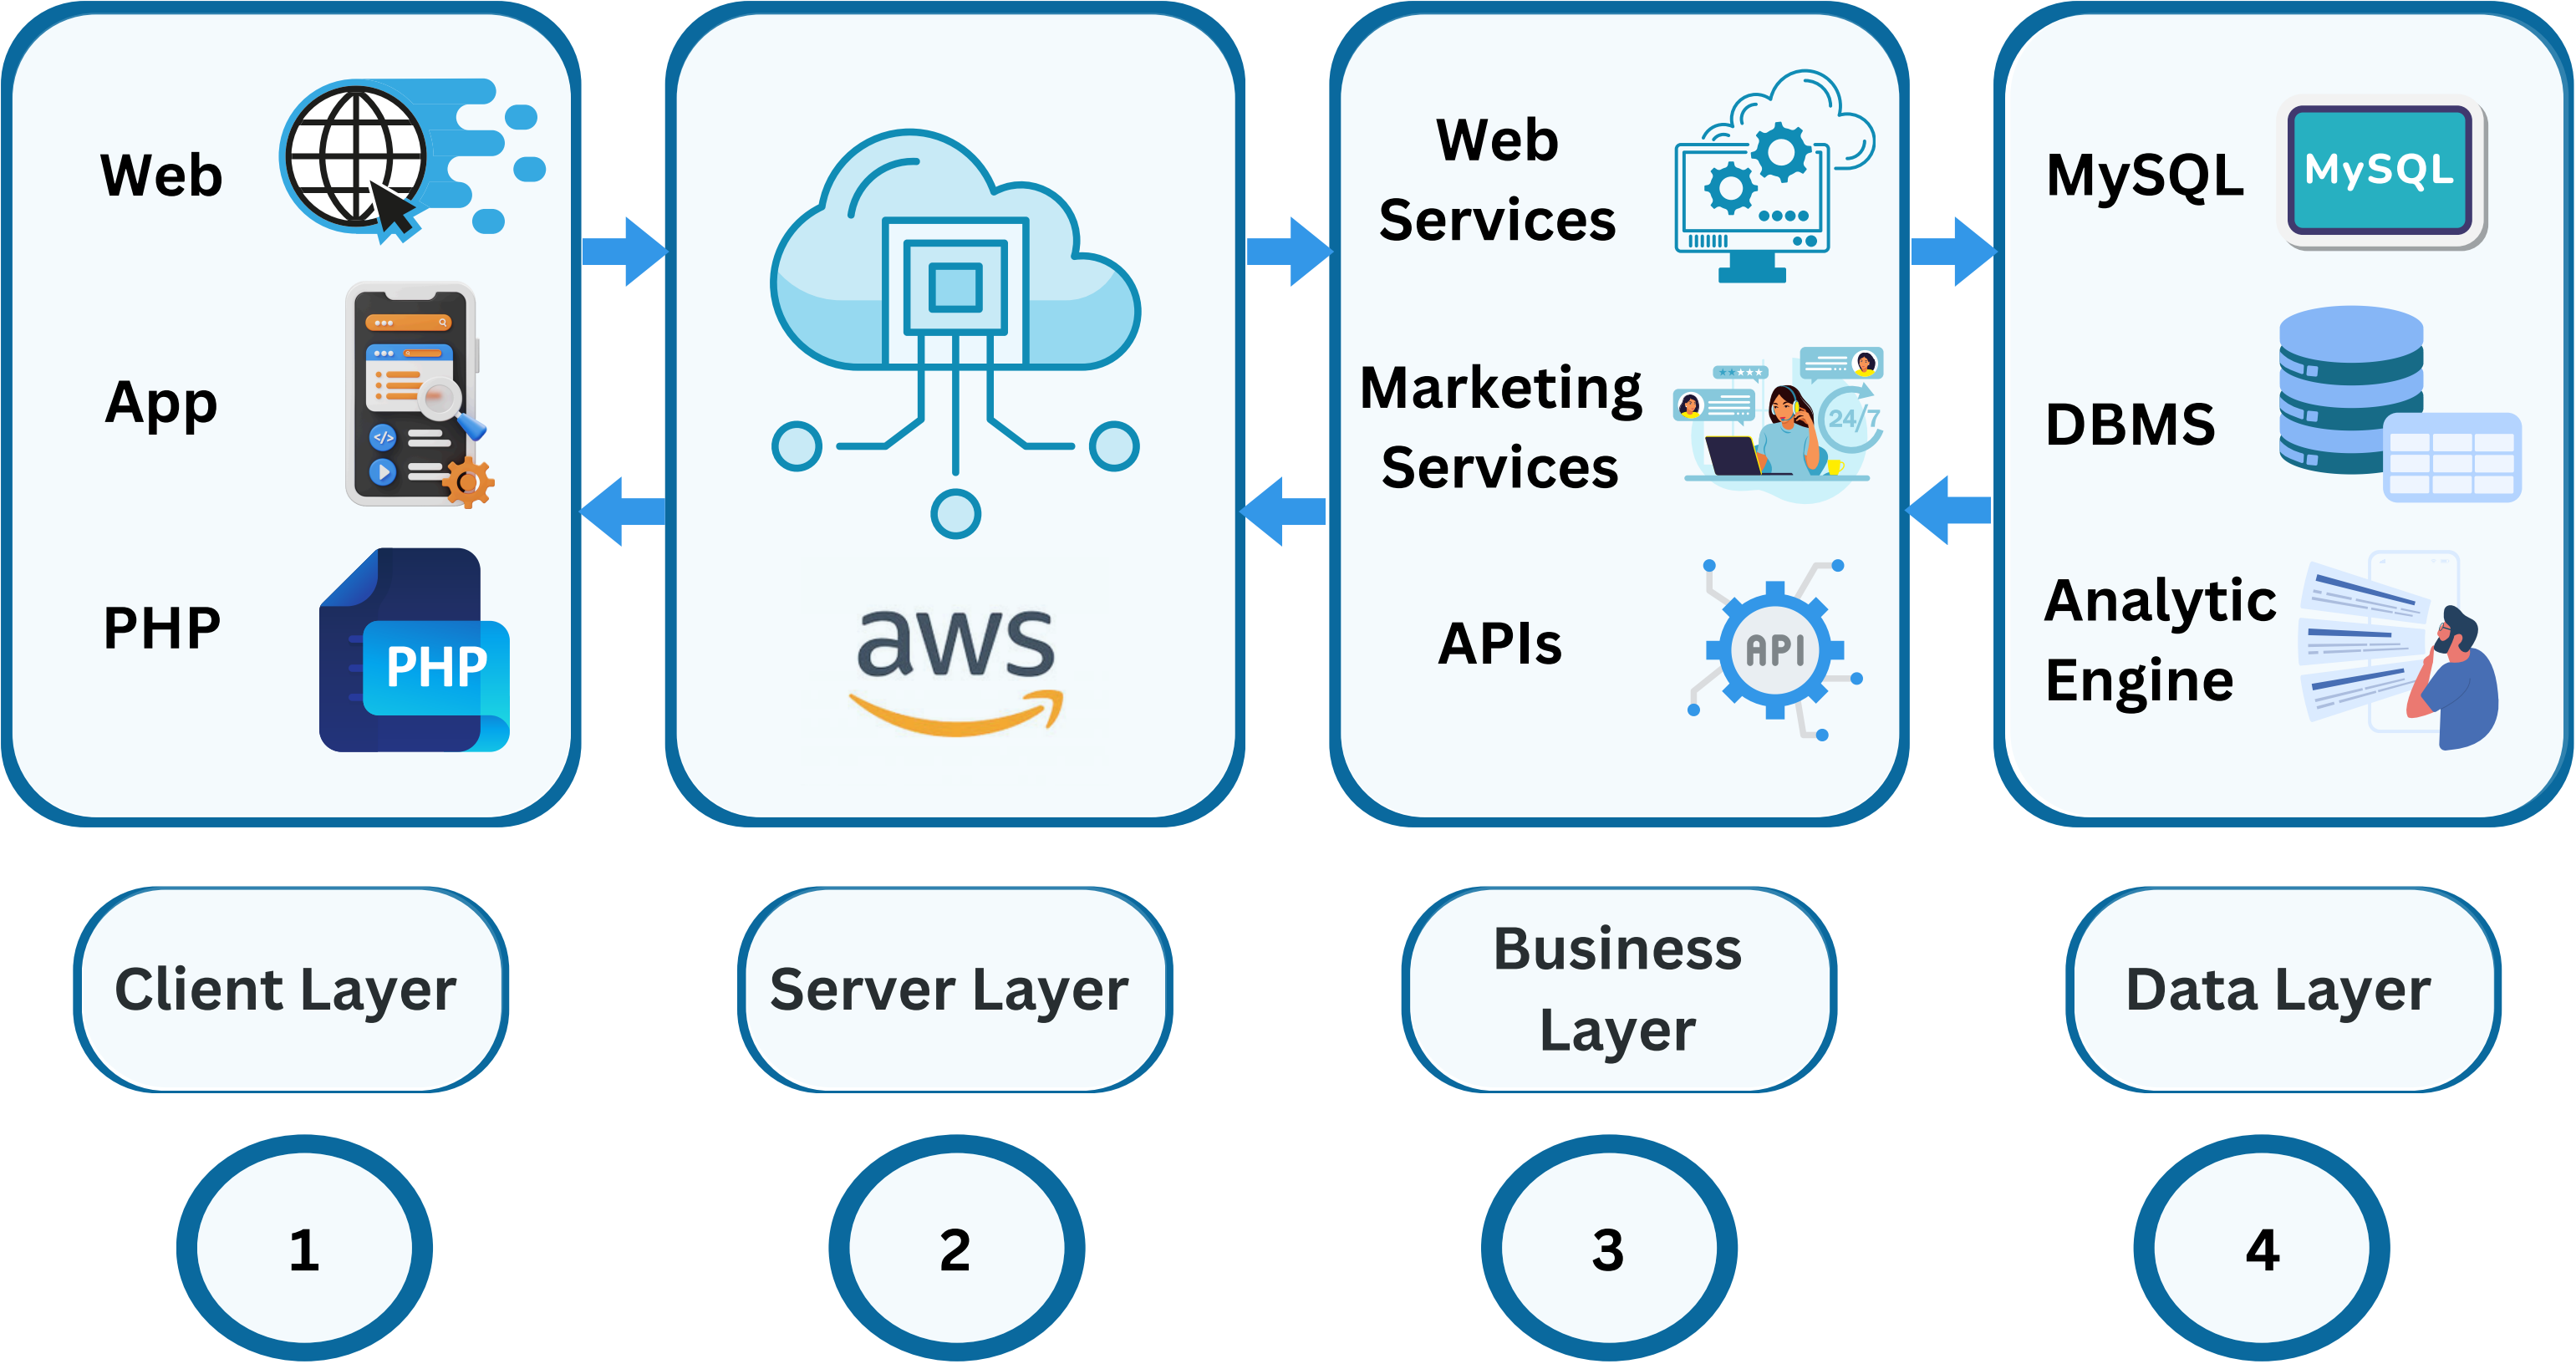 Web
App
PHP
PHP
aws
Web
Services
Marketing
Services
24/7
APIs
API
MySQL
MySQL
DBMS
Analytic
Engine
Client Layer
Server Layer
Business
Layer
Data Layer
1
2
3
4